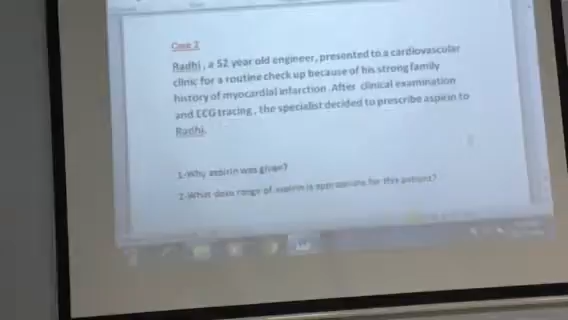 Case 2
Radhi, a 52 year old engineer, presented to a cardiovascular
clinic for a routine check up because of his strong family
history of myocardial infarction. After clinical examination
and ECG tracing, the specialist decided to prescribe aspirin to
Radhi.
1-Why aspirin was given?
2-What dose range of aspirin is appropriate for this patient?